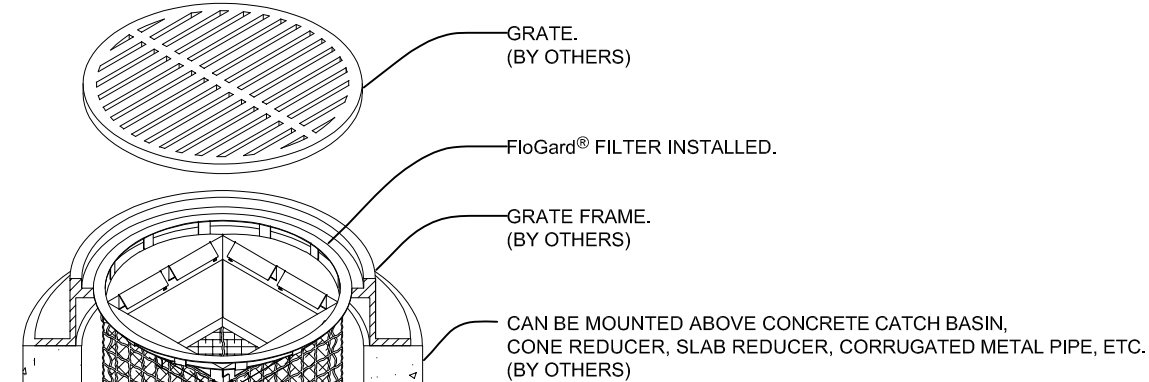 GRATE.
(BY OTHERS)
FloGard® FILTER INSTALLED.
GRATE FRAME.
(BY OTHERS)
CAN BE MOUNTED ABOVE CONCRETE CATCH BASIN,
CONE REDUCER, SLAB REDUCER, CORRUGATED METAL PIPE, ETC.
(BY OTHERS)